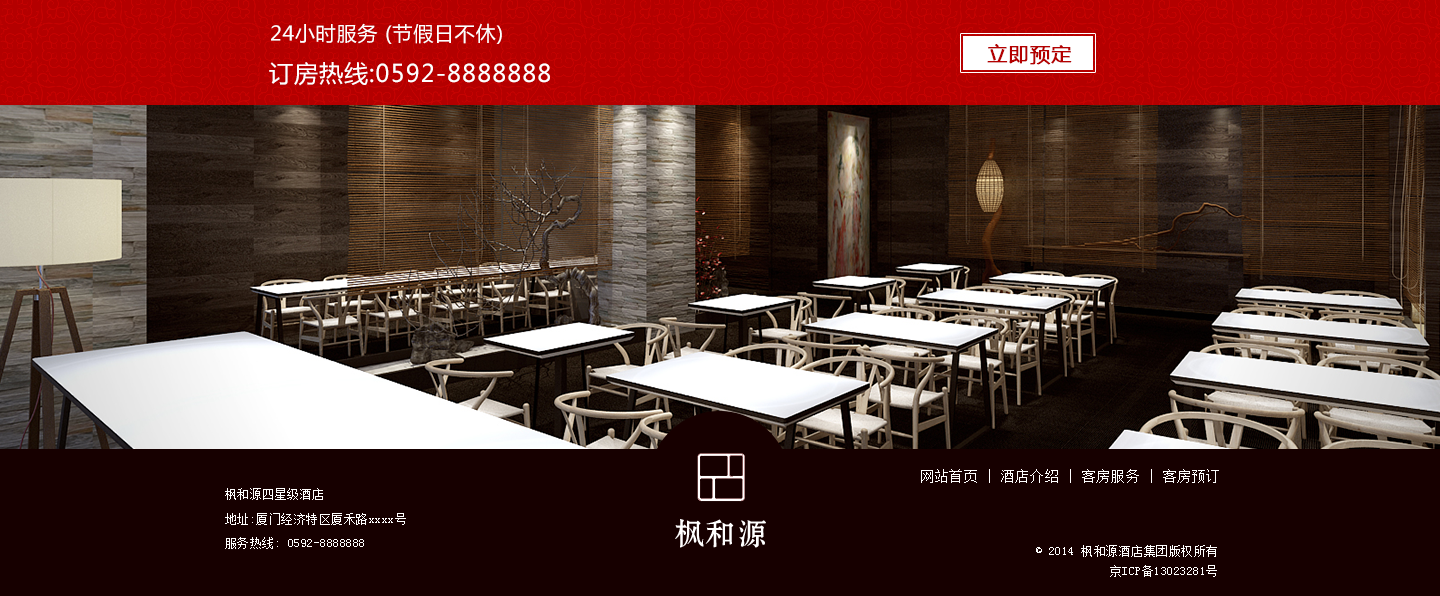 24小时服务 (节假日不休)
订房热线:0592-8888888
立即预定
网站首页 | 酒店介绍 | 客房服务 | 客房预订
枫和源四星级酒店
地址:厦门经济特区厦禾路xxxx号
服务热线: 0592-8888888
枫和源
© 2014 枫和源酒店集团版权所有
京ICP备13023281号